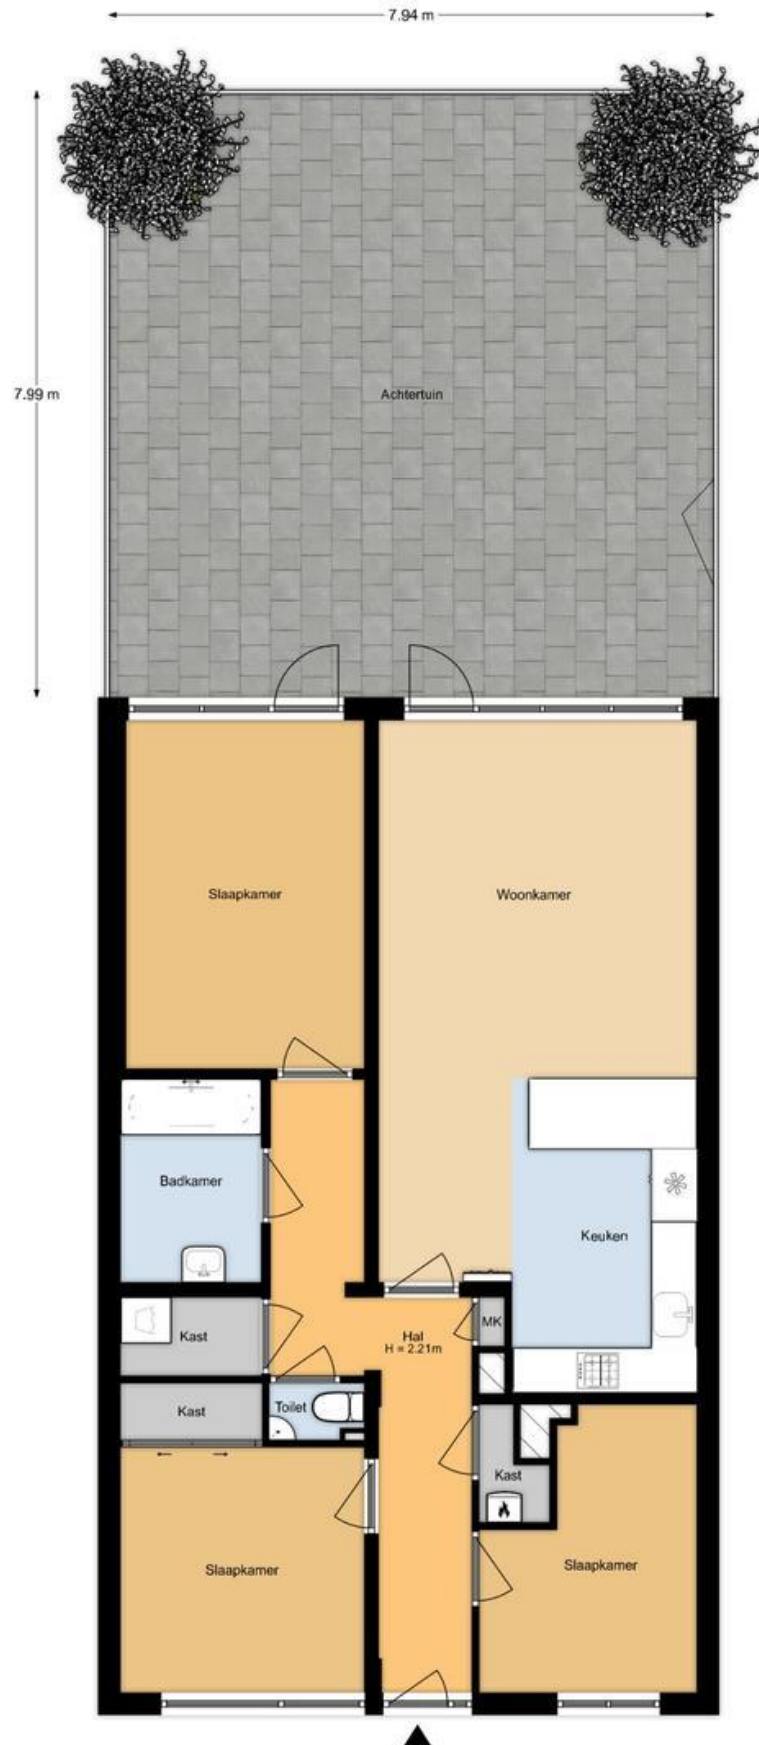 7.94 m
7.99 m
Achtertuin
Slaapkamer
Woonkamer
Badkamer
Keuken
Kast
Hal
H = 2.21m
MK
Kast
Toilet
Kast
Slaapkamer
Slaapkamer